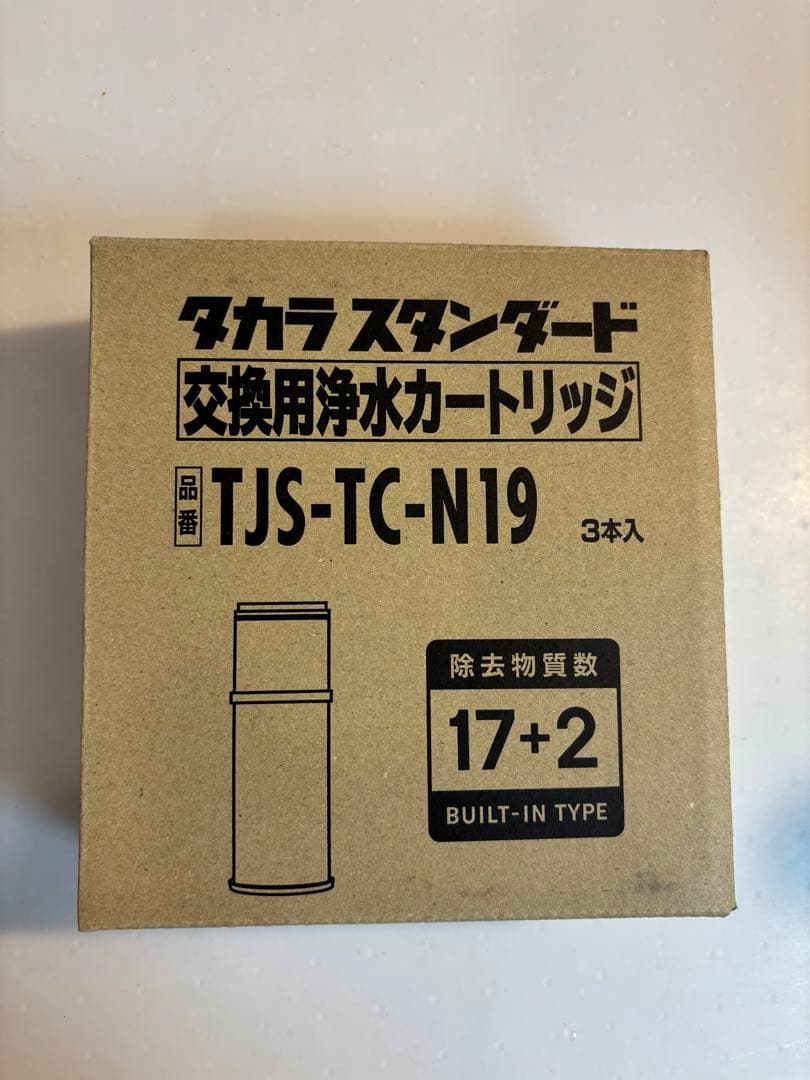 タカラスタンダード
交換用浄水カートリッジ
品番 TJS-TC-N19 3本入
除去物質数
17+2
BUILT-IN TYPE